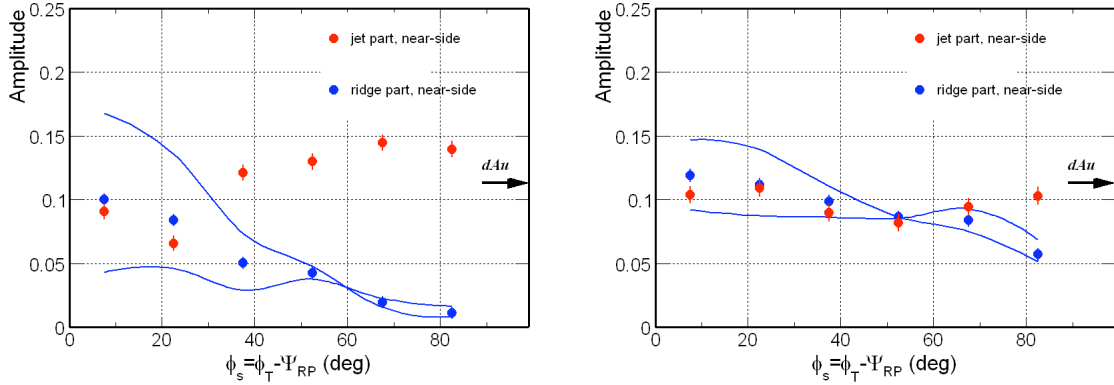 0.25
0.2
0.15
0.1
0.05
0
Amplitude
jet part, near-side
ridge part, near-side
dAu
0 20 40 60 80
ϕs=ϕT-ΨRP (deg)
0.25
0.2
0.15
0.1
0.05
0
Amplitude
jet part, near-side
ridge part, near-side
dAu
0 20 40 60 80
ϕs=ϕT-ΨRP (deg)